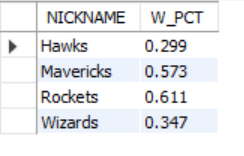 NICKNAME W_PCT
Hawks 0.299
Mavericks 0.573
Rockets 0.611
Wizards 0.347